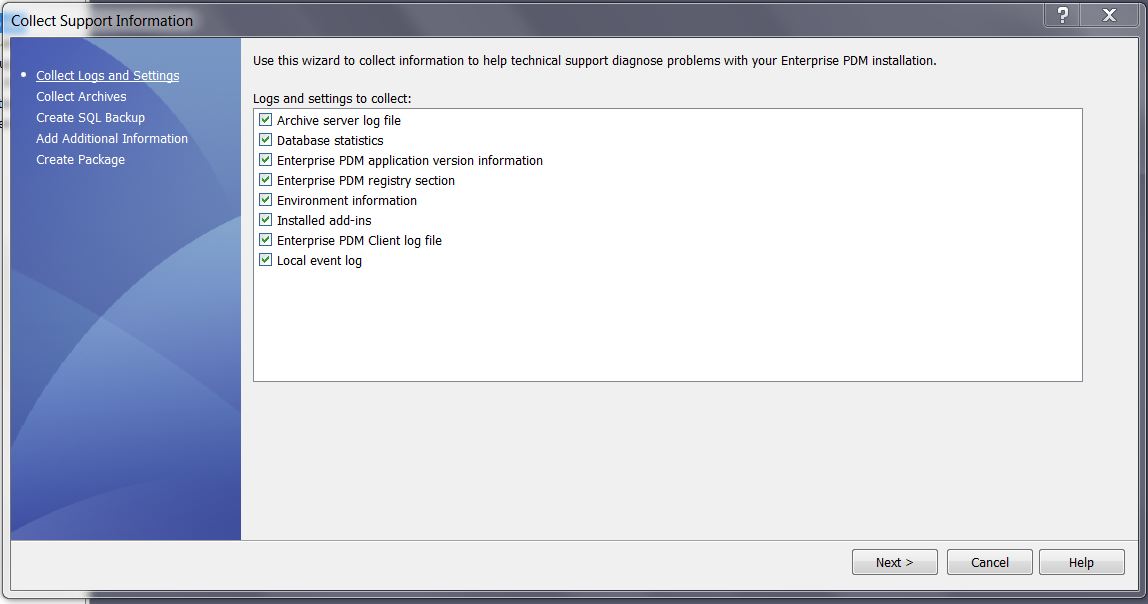 Collect Support Information
?
X
Collect Logs and Settings
Collect Archives
Create SQL Backup
Add Additional Information
Create Package
Use this wizard to collect information to help technical support diagnose problems with your Enterprise PDM installation.
Logs and settings to collect:
Archive server log file
Database statistics
Enterprise PDM application version information
Enterprise PDM registry section
Environment information
Installed add-ins
Enterprise PDM Client log file
Local event log
Next >
Cancel
Help